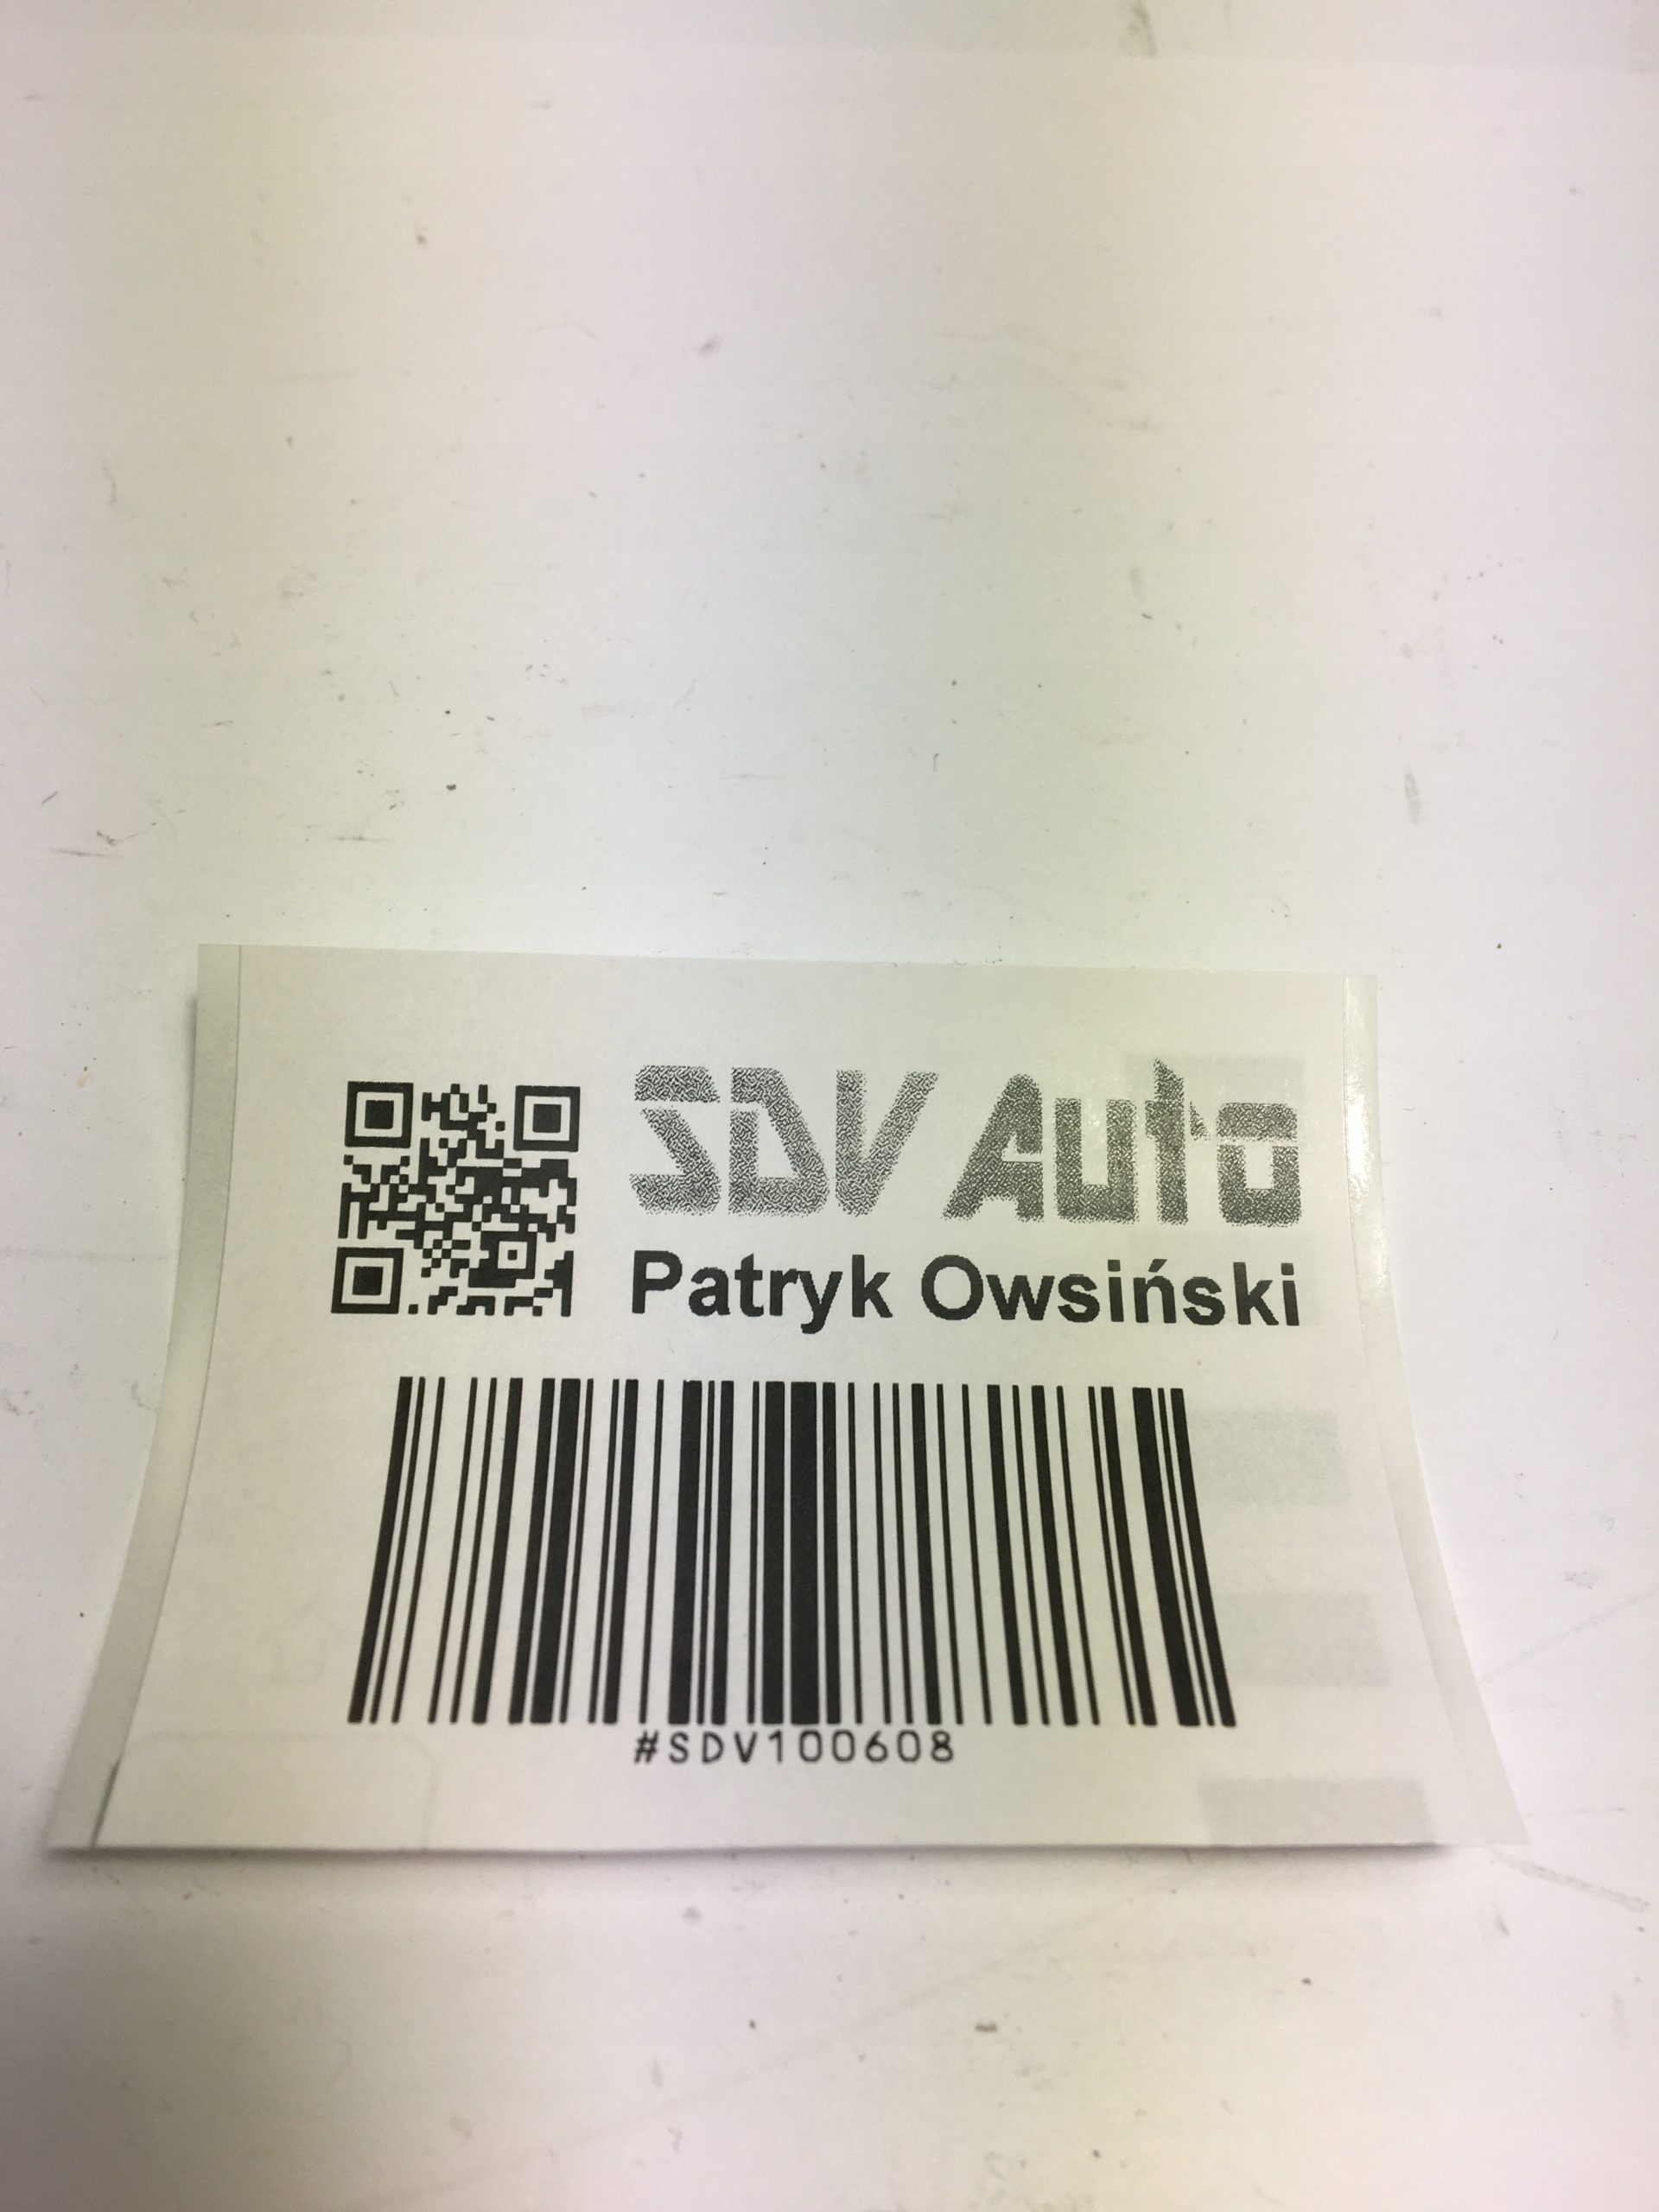 SDV Auto
Patryk Owsiński
#SDV100608